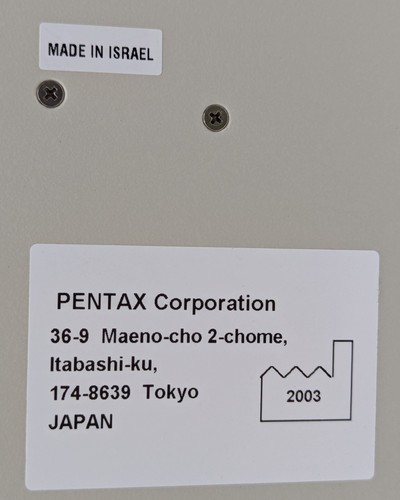 MADE IN ISRAEL
PENTAX Corporation
36-9 Maeno-cho 2-chome,
Itabashi-ku,
174-8639 Tokyo
JAPAN
2003